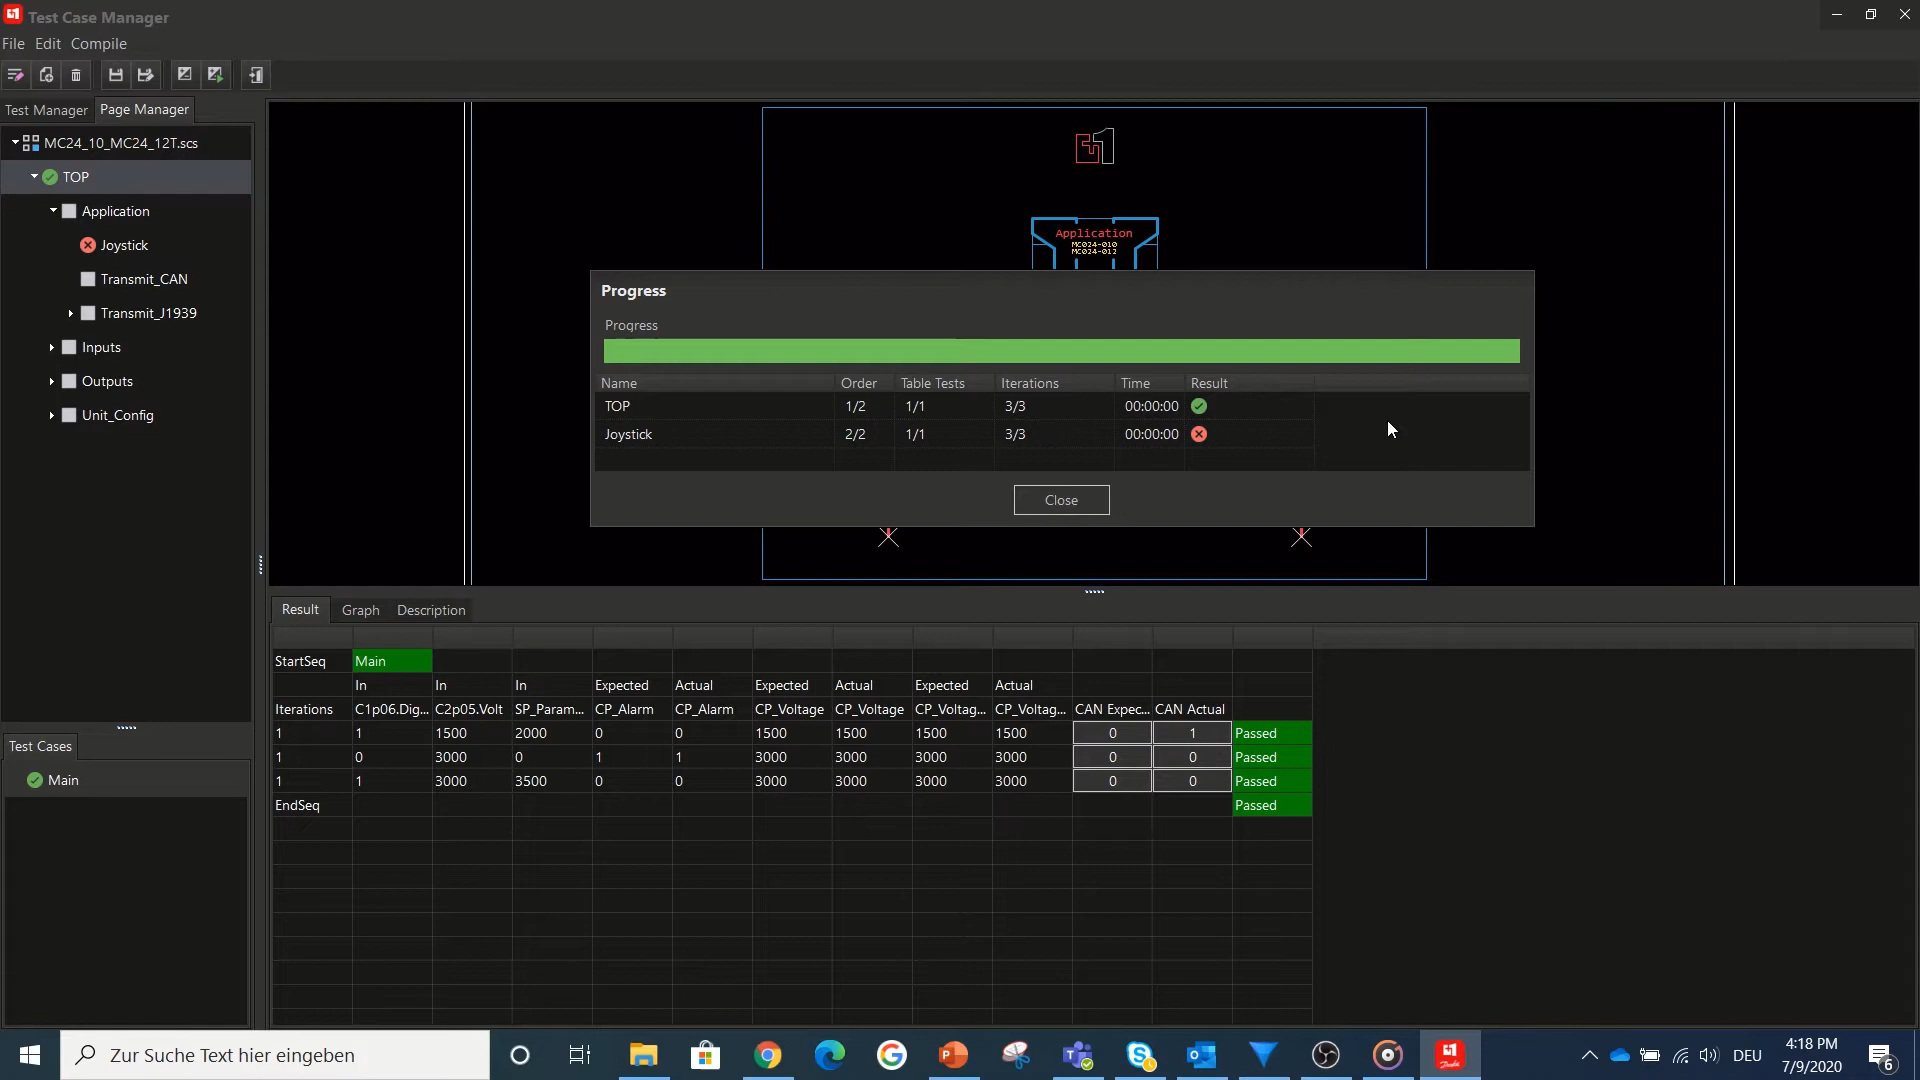 Test Case Manager
File Edit Compile
Test Manager Page Manager
MC24_10_MC24_12T.scs
TOP
Application
Joystick
Transmit_CAN
Transmit_J1939
Inputs
Outputs
Unit_Config
Test Cases
Main
Application
MC024-010
MC024-012
Progress
Progress
Name Order Table Tests Iterations Time Result
TOP 1/2 1/1 3/3 00:00:00
Joystick 2/2 1/1 3/3 00:00:00
Close
Result Graph Description
StartSeq Main
In In In Expected Actual Expected Actual Expected Actual
Iterations C1p06.Dig... C2p05.Volt SP_Param... CP_Alarm CP_Alarm CP_Voltage CP_Voltage CP_Voltag... CP_Voltag... CAN Expec... CAN Actual
1 1 1500 2000 0 0 1500 1500 1500 1500 0 1 Passed
1 0 3000 0 1 1 3000 3000 3000 3000 0 0 Passed
1 1 3000 3500 0 0 3000 3000 3000 3000 0 0 Passed
EndSeq Passed
Zur Suche Text hier eingeben
DEU
4:18 PM
7/9/2020
6